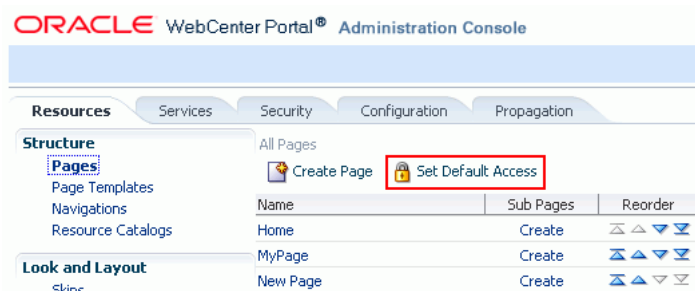 ORACLE WebCenter Portal® Administration Console
Resources Services Security Configuration Propagation
Structure
Pages
Page Templates
Navigations
Resource Catalogs
Look and Layout
Skins
All Pages
Create Page Set Default Access
Name Sub Pages Reorder
Home Create
MyPage Create
New Page Create